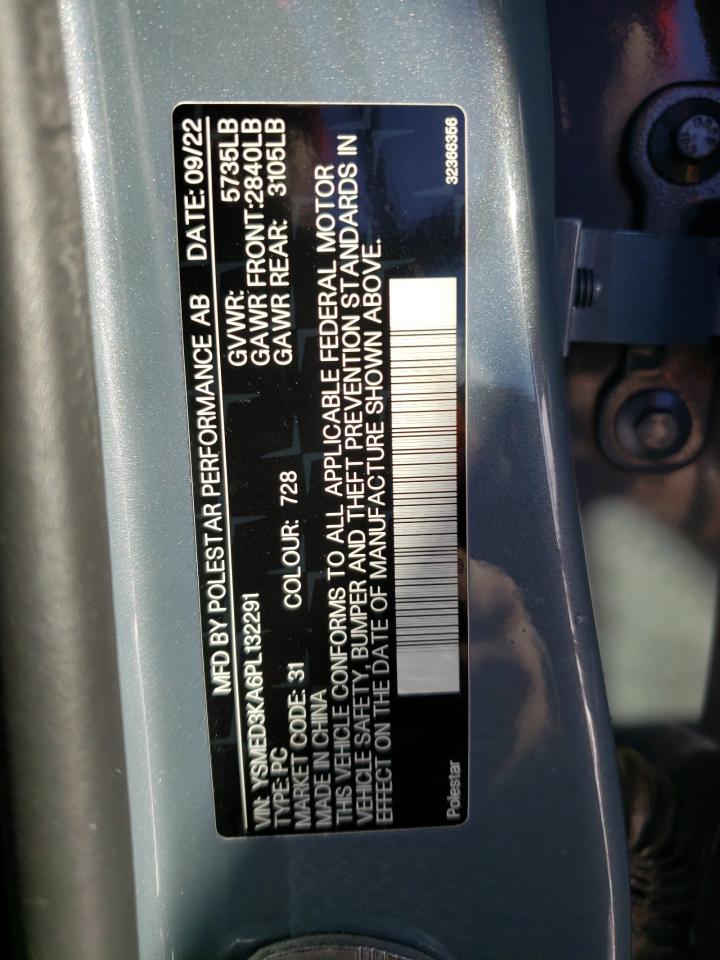 MFD BY POLESTAR PERFORMANCE AB DATE: 09/22
VIN: YSMED3KA6PL132291 GVWR: 5735LB
TYPE: PC GAWR FRONT:2840LB
MARKET CODE: 31 COLOUR: 728 GAWR REAR: 3105LB
MADE IN CHINA
THIS VEHICLE CONFORMS TO ALL APPLICABLE FEDERAL MOTOR
VEHICLE SAFETY, BUMPER AND THEFT PREVENTION STANDARDS IN
EFFECT ON THE DATE OF MANUFACTURE SHOWN ABOVE.
Polestar 32366356